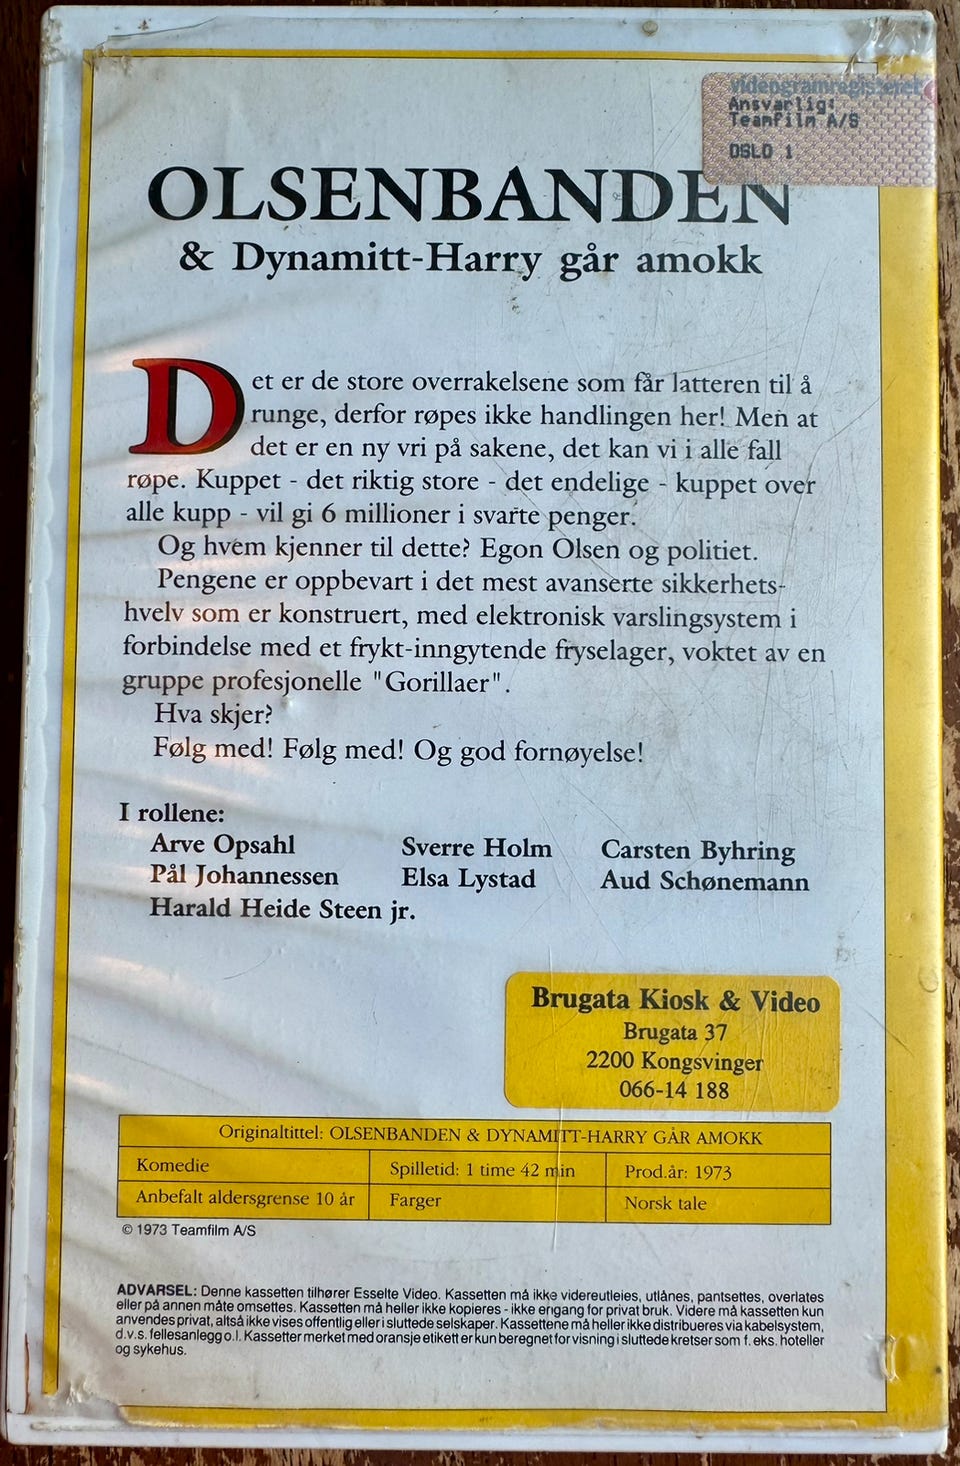 videogramregisteret
Ansvarlig:
Teamfilm A/S
OSLO 1
OLSENBANDEN
& Dynamitt-Harry går amokk
Det er de store overrakelsene som får latteren til å
runge, derfor røpes ikke handlingen her! Men at
det er en ny vri på sakene, det kan vi i alle fall
røpe. Kuppet - det riktig store - det endelige - kuppet over
alle kupp - vil gi 6 millioner i svarte penger.
Og hvem kjenner til dette? Egon Olsen og politiet.
Pengene er oppbevart i det mest avanserte sikkerhets-
hvelv som er konstruert, med elektronisk varslingsystem i
forbindelse med et frykt-inngytende fryselager, voktet av en
gruppe profesjonelle "Gorillaer".
Hva skjer?
Følg med! Følg med! Og god fornøyelse!
I rollene:
Arve Opsahl Sverre Holm Carsten Byhring
Pål Johannessen Elsa Lystad Aud Schønemann
Harald Heide Steen jr.
Brugata Kiosk & Video
Brugata 37
2200 Kongsvinger
066-14 188
Originaltittel: OLSENBANDEN & DYNAMITT-HARRY GÅR AMOKK
Komedie Spilletid: 1 time 42 min Prod.år: 1973
Anbefalt aldersgrense 10 år Farger Norsk tale
© 1973 Teamfilm A/S
ADVARSEL: Denne kassetten tilhører Esselte Video. Kassetten må ikke videreutleies, utlånes, pantsettes, overlates
eller på annen måte omsettes. Kassetten må heller ikke kopieres - ikke engang for privat bruk. Videre må kassetten kun
anvendes privat, altså ikke vises offentlig eller i sluttede selskaper. Kassettene må heller ikke distribueres via kabelsystem,
d.v.s. fellesanlegg o.l. Kassetter merket med oransje etikett er kun beregnet for visning i sluttede kretser som f. eks. hoteller
og sykehus.